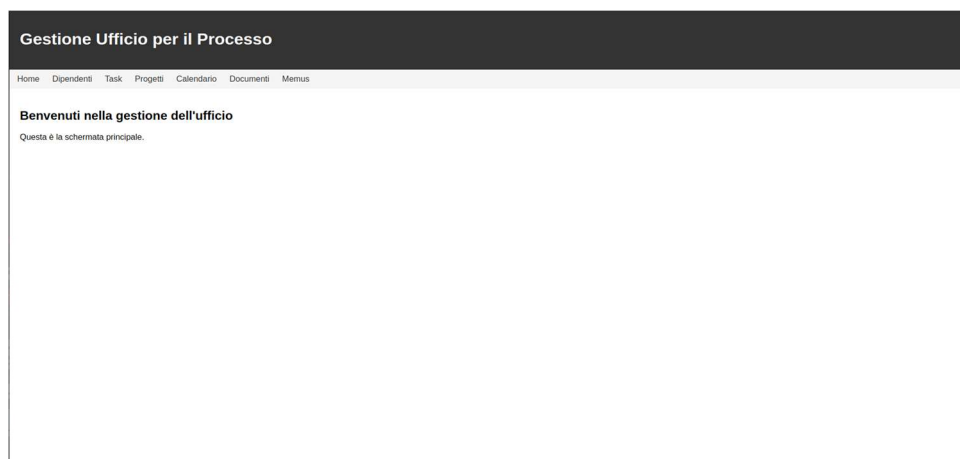 Gestione Ufficio per il Processo
Home Dipendenti Task Progetti Calendario Documenti Memus
Benvenuti nella gestione dell'ufficio
Questa è la schermata principale.